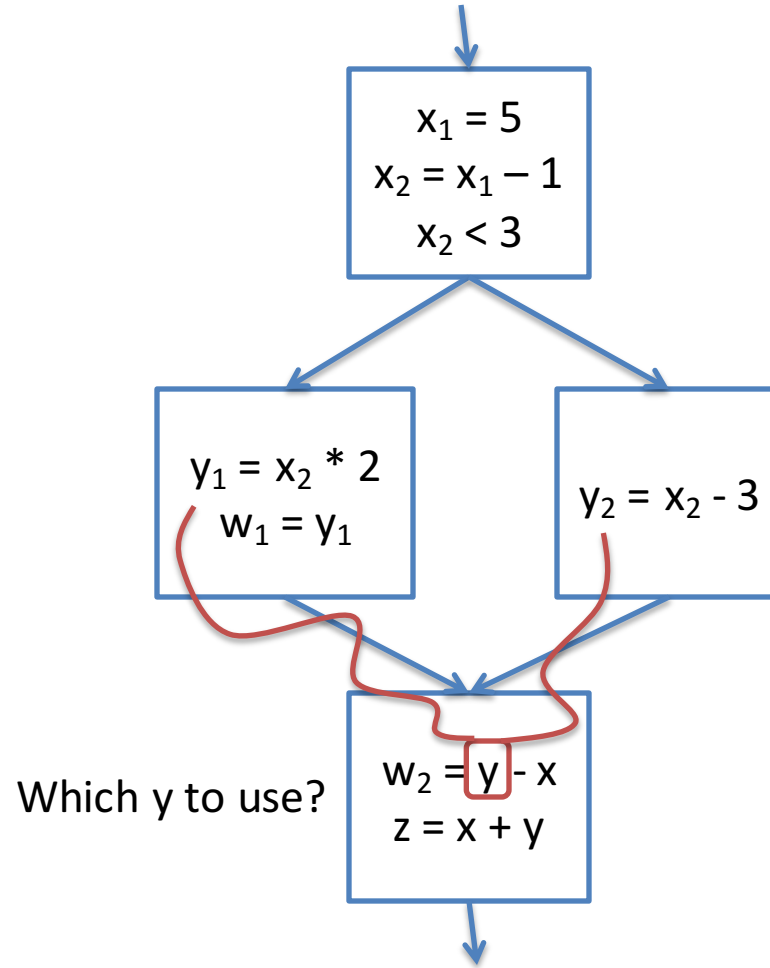 x₁ = 5
x₂ = x₁ – 1
x₂ < 3
y₁ = x₂ * 2
w₁ = y₁
y₂ = x₂ - 3
Which y to use?
w₂ = y - x
z = x + y